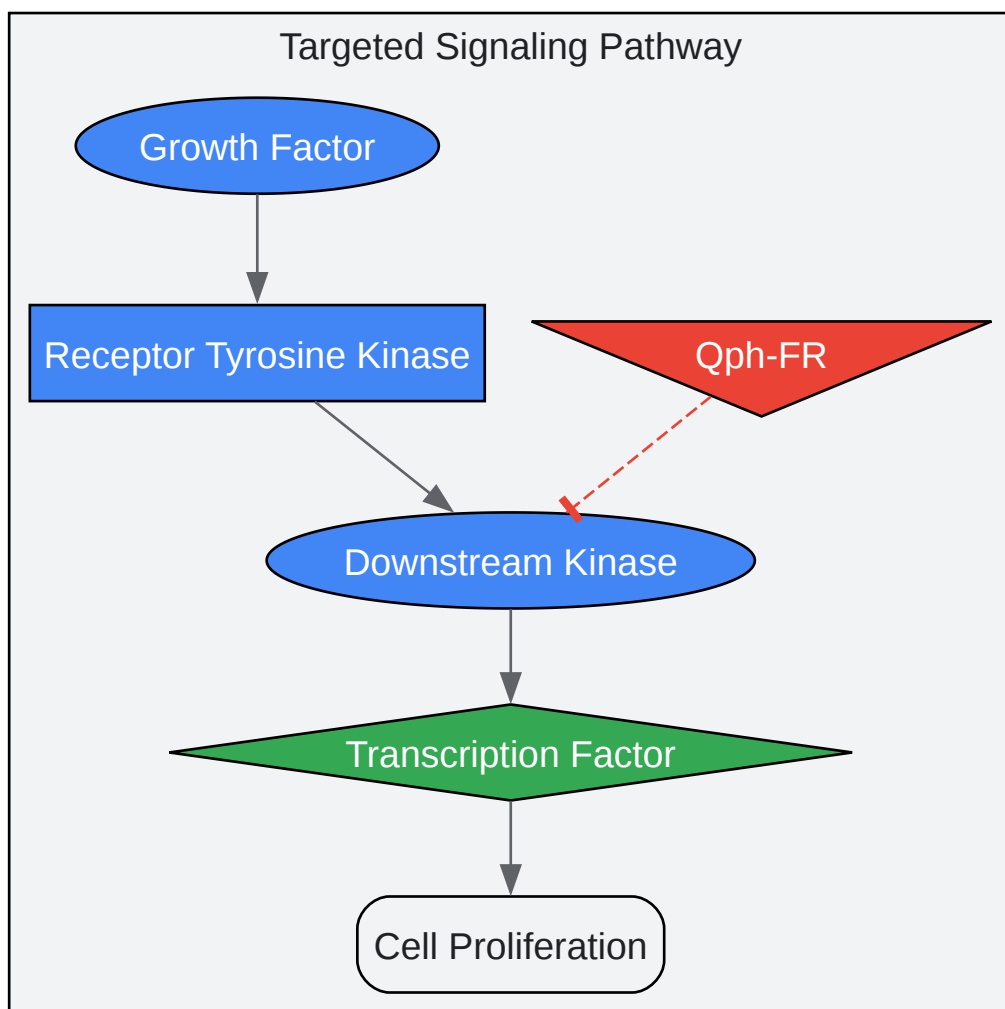 Targeted Signaling Pathway
Growth Factor
Receptor Tyrosine Kinase
Qph-FR
Downstream Kinase
Transcription Factor
Cell Proliferation